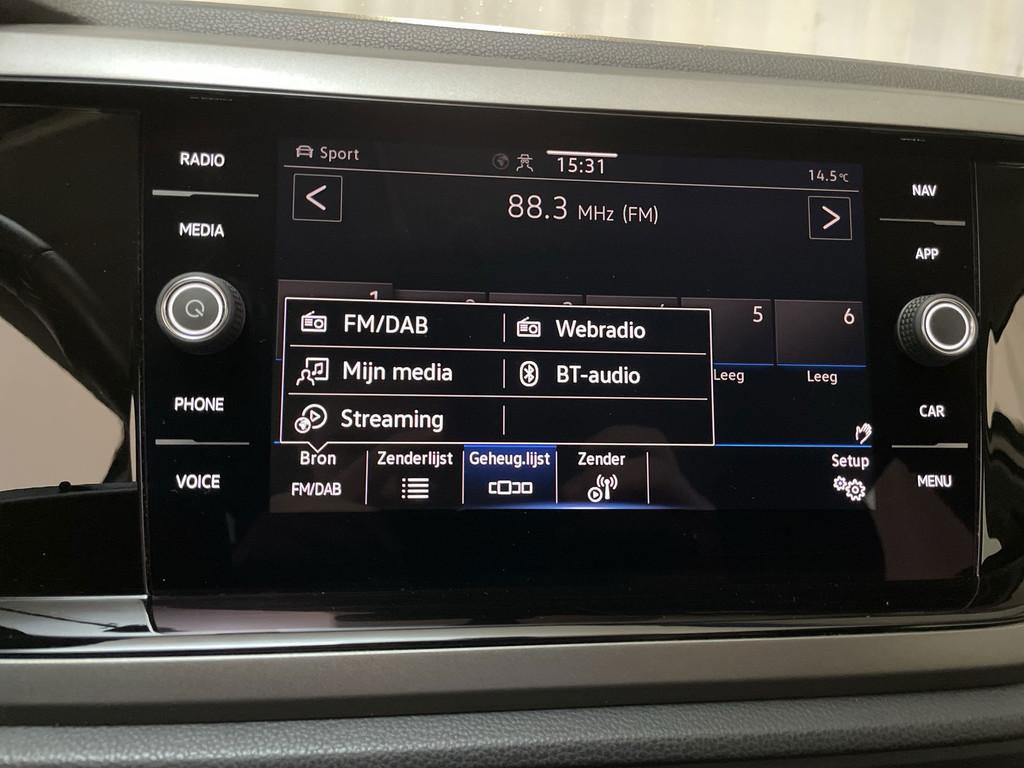 RADIO
MEDIA
PHONE
VOICE
Sport
15:31
14.5°C
<
88.3 MHz (FM)
>
1
5
6
FM/DAB
Webradio
Mijn media
BT-audio
Streaming
Leeg
Leeg
Bron
FM/DAB
Zenderlijst
Geheug.lijst
Zender
Setup
NAV
APP
CAR
MENU